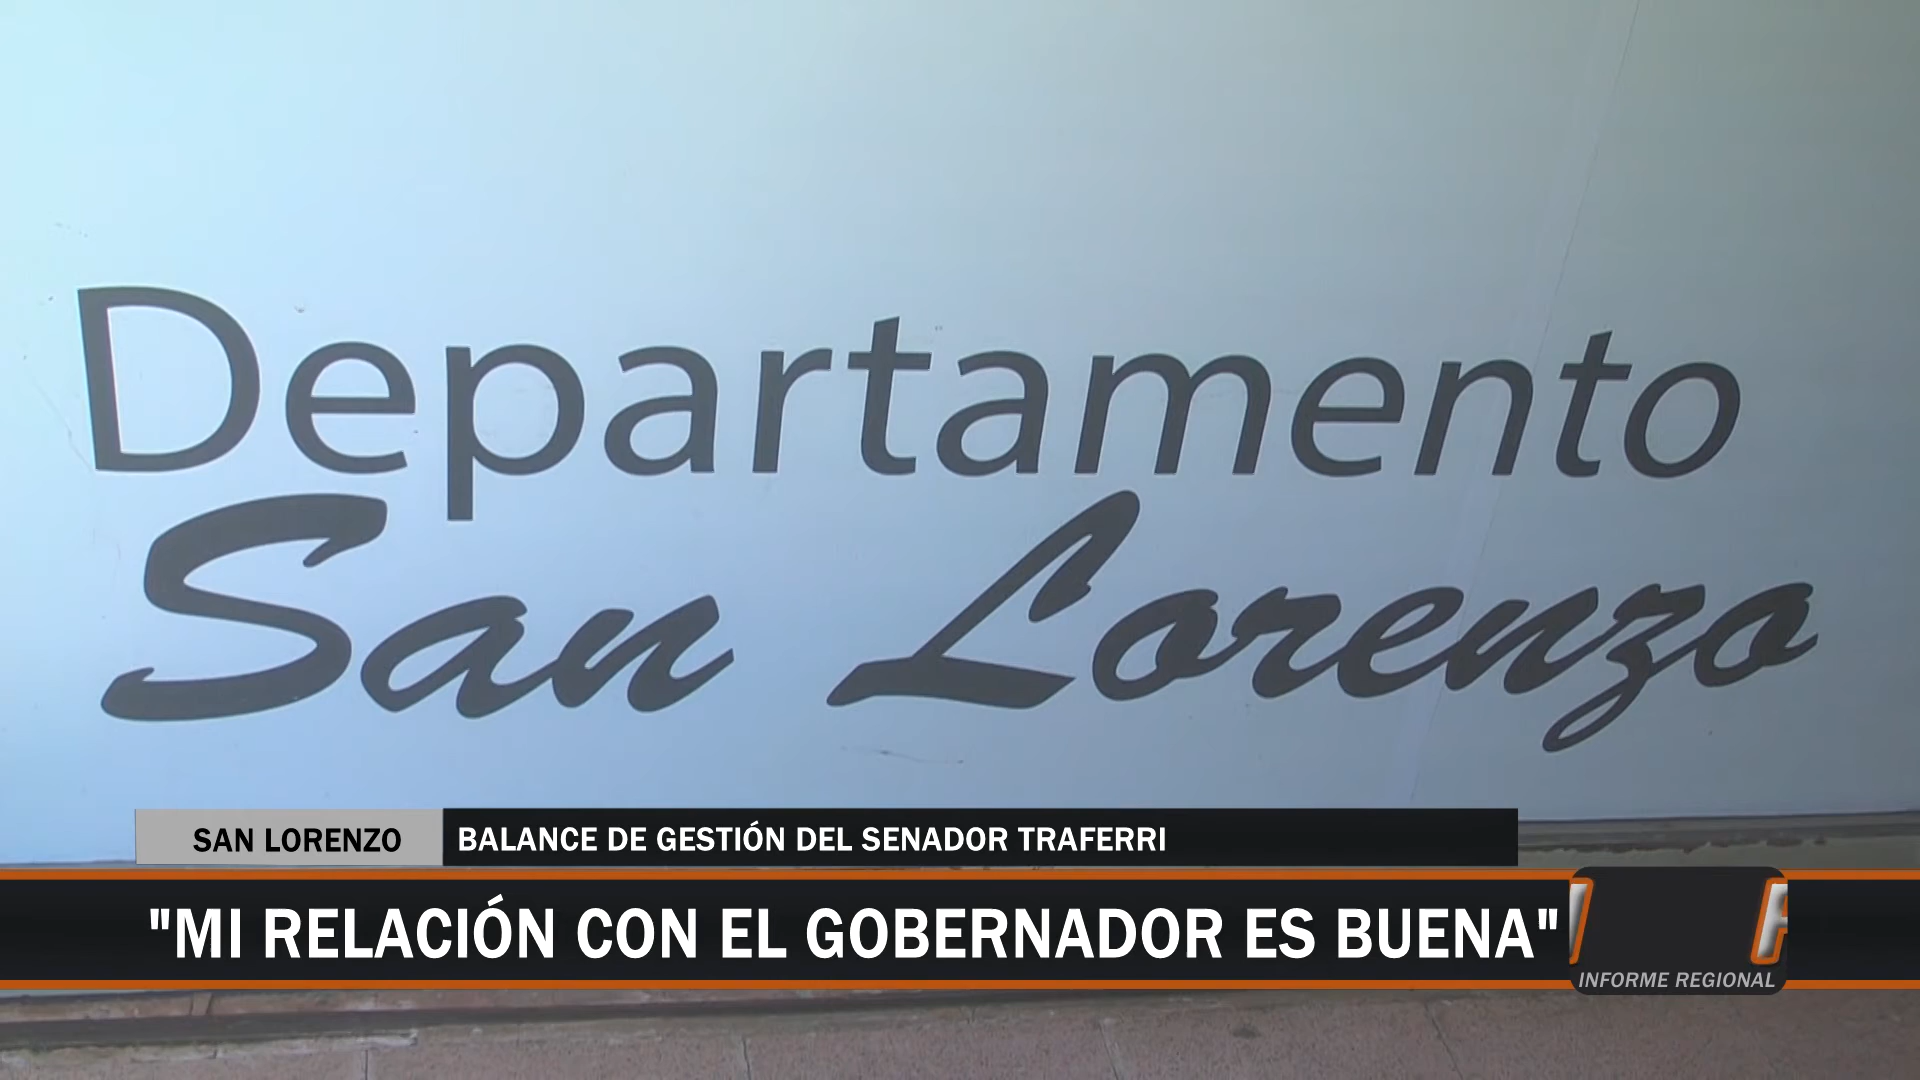 Departamento
San Lorenzo
SAN LORENZO
BALANCE DE GESTIÓN DEL SENADOR TRAFERRI
"MI RELACIÓN CON EL GOBERNADOR ES BUENA"
INFORME REGIONAL